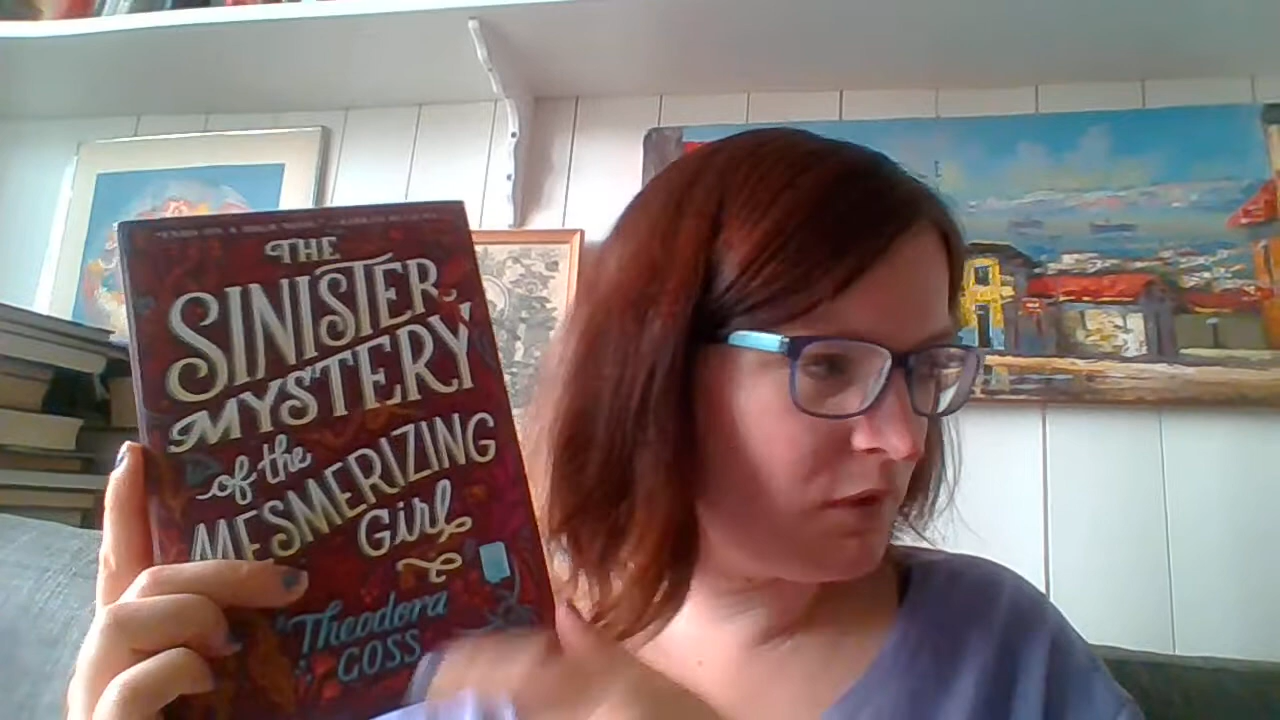 THE
SINISTER
MYSTERY
of the
MESMERIZING
Girl
Theodora
GOSS